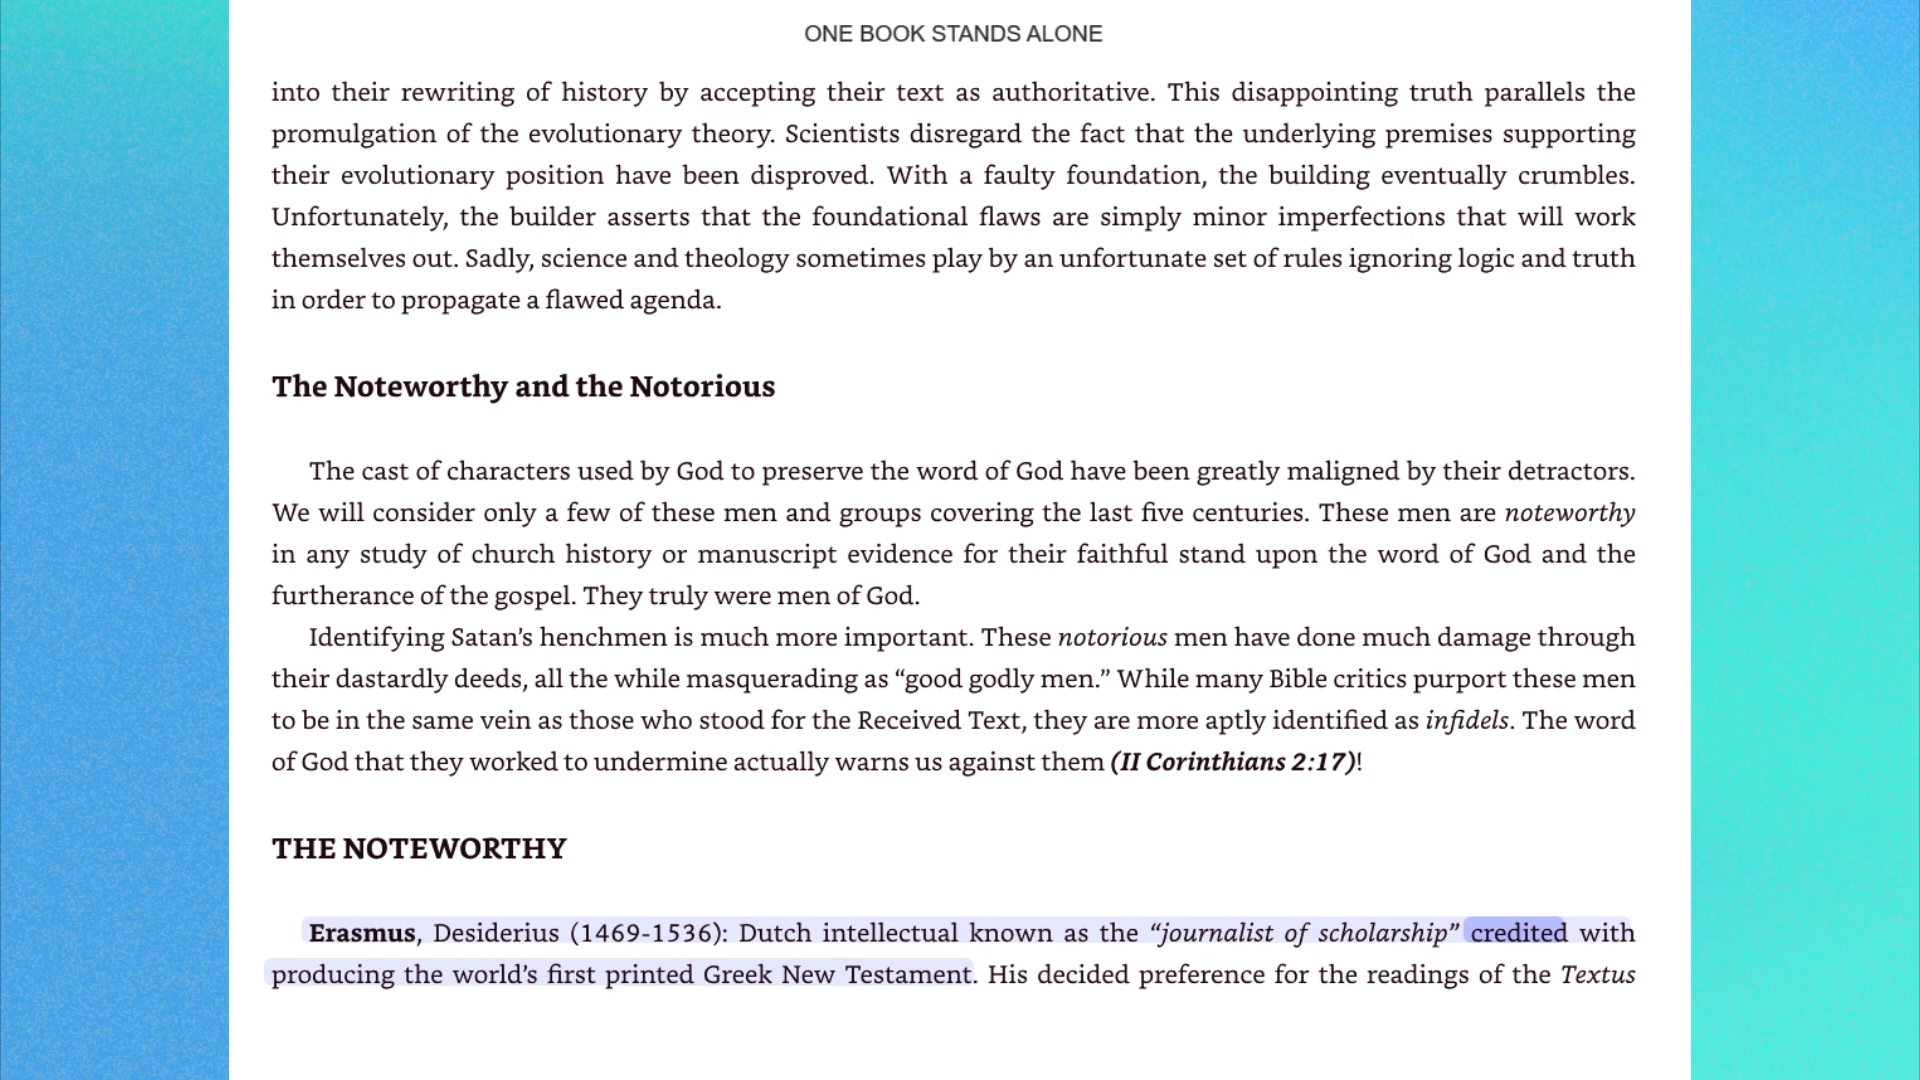 ONE BOOK STANDS ALONE
into their rewriting of history by accepting their text as authoritative. This disappointing truth parallels the
promulgation of the evolutionary theory. Scientists disregard the fact that the underlying premises supporting
their evolutionary position have been disproved. With a faulty foundation, the building eventually crumbles.
Unfortunately, the builder asserts that the foundational flaws are simply minor imperfections that will work
themselves out. Sadly, science and theology sometimes play by an unfortunate set of rules ignoring logic and truth
in order to propagate a flawed agenda.
The Noteworthy and the Notorious
The cast of characters used by God to preserve the word of God have been greatly maligned by their detractors.
We will consider only a few of these men and groups covering the last five centuries. These men are noteworthy
in any study of church history or manuscript evidence for their faithful stand upon the word of God and the
furtherance of the gospel. They truly were men of God.
Identifying Satan’s henchmen is much more important. These notorious men have done much damage through
their dastardly deeds, all the while masquerading as “good godly men.” While many Bible critics purport these men
to be in the same vein as those who stood for the Received Text, they are more aptly identified as infidels. The word
of God that they worked to undermine actually warns us against them (II Corinthians 2:17)!
THE NOTEWORTHY
Erasmus, Desiderius (1469-1536): Dutch intellectual known as the “journalist of scholarship” credited with
producing the world’s first printed Greek New Testament. His decided preference for the readings of the Textus